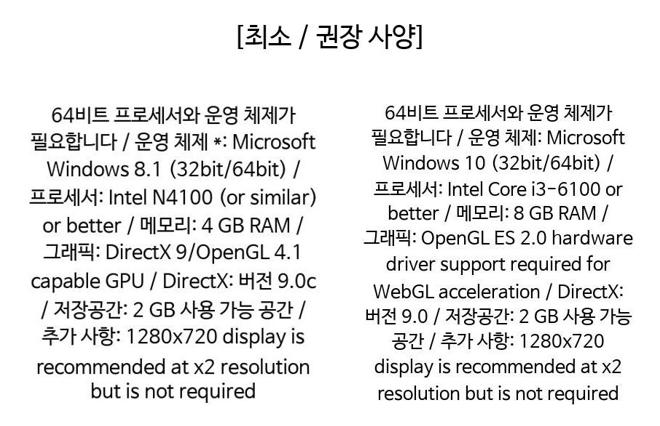 [최소 / 권장 사양]
64비트 프로세서와 운영 체제가
필요합니다 / 운영 체제 *: Microsoft
Windows 8.1 (32bit/64bit) /
프로세서: Intel N4100 (or similar)
or better / 메모리: 4 GB RAM /
그래픽: DirectX 9/OpenGL 4.1
capable GPU / DirectX: 버전 9.0c
/ 저장공간: 2 GB 사용 가능 공간 /
추가 사항: 1280x720 display is
recommended at x2 resolution
but is not required
64비트 프로세서와 운영 체제가
필요합니다 / 운영 체제: Microsoft
Windows 10 (32bit/64bit) /
프로세서: Intel Core i3-6100 or
better / 메모리: 8 GB RAM /
그래픽: OpenGL ES 2.0 hardware
driver support required for
WebGL acceleration / DirectX:
버전 9.0 / 저장공간: 2 GB 사용 가능
공간 / 추가 사항: 1280x720
display is recommended at x2
resolution but is not required